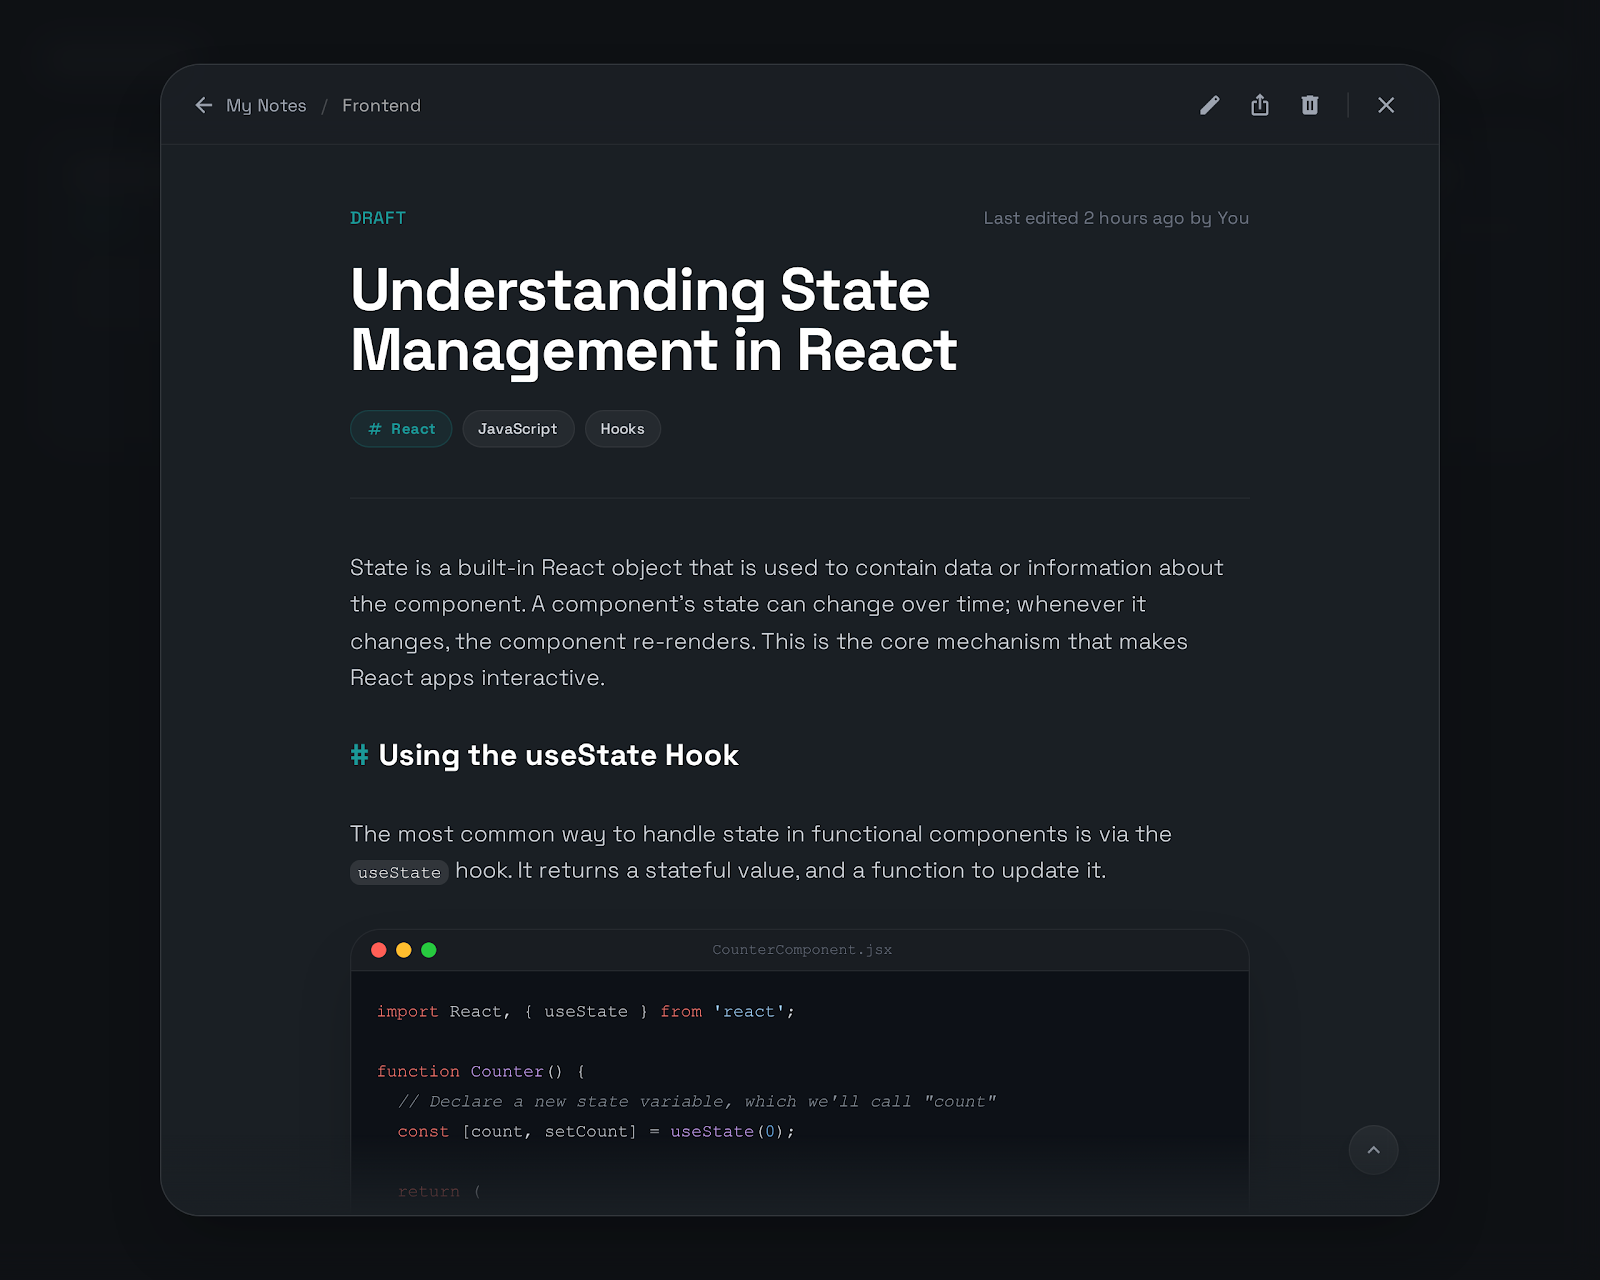 My Notes / Frontend
DRAFT
Last edited 2 hours ago by You
Understanding State
Management in React
# React
JavaScript
Hooks
State is a built-in React object that is used to contain data or information about
the component. A component's state can change over time; whenever it
changes, the component re-renders. This is the core mechanism that makes
React apps interactive.
# Using the useState Hook
The most common way to handle state in functional components is via the
useState hook. It returns a stateful value, and a function to update it.
CounterComponent.jsx
import React, { useState } from 'react';
function Counter() {
  // Declare a new state variable, which we'll call "count"
  const [count, setCount] = useState(0);
  return (